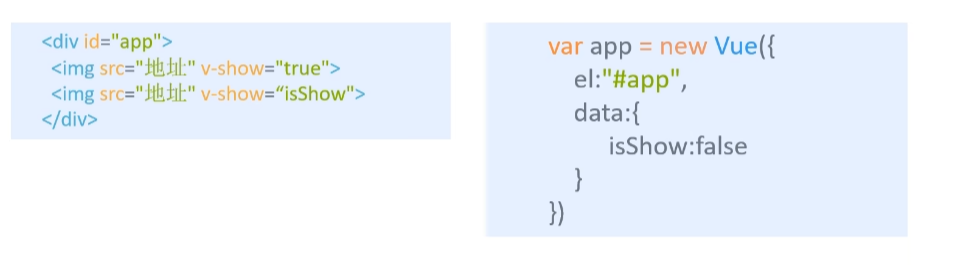 <div id="app">
<img src="地址" v-show="true">
<img src="地址" v-show=“isShow">
</div>
var app = new Vue({
el:"#app",
data:{
isShow:false
}
})